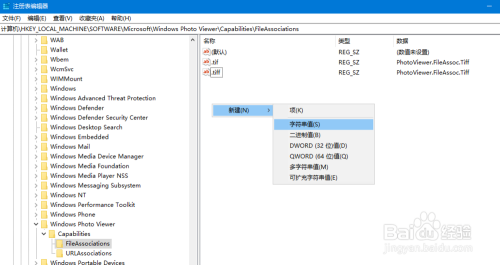 注册表编辑器
文件(F) 编辑(E) 查看(V) 收藏夹(A) 帮助(H)
计算机\HKEY_LOCAL_MACHINE\SOFTWARE\Microsoft\Windows Photo Viewer\Capabilities\FileAssociations
WAB
Wallet
Wbem
WcmSvc
WIMMount
Windows
Windows Advanced Threat Protection
Windows Defender
Windows Defender Security Center
Windows Desktop Search
Windows Embedded
Windows Mail
Windows Media Device Manager
Windows Media Foundation
Windows Media Player NSS
Windows Messaging Subsystem
Windows NT
Windows Performance Toolkit
Windows Phone
Windows Photo Viewer
Capabilities
FileAssociations
URLAssociations
Windows Portable Devices
名称 类型 数据
(默认) REG_SZ (数值未设置)
.tif REG_SZ PhotoViewer.FileAssoc.Tiff
.tiff REG_SZ PhotoViewer.FileAssoc.Tiff
新建(N)
项(K)
字符串值(S)
二进制值(B)
DWORD (32 位)值(D)
QWORD (64 位)值(Q)
多字符串值(M)
可扩充字符串值(E)
Baidu 经验
jingyan.baidu.com